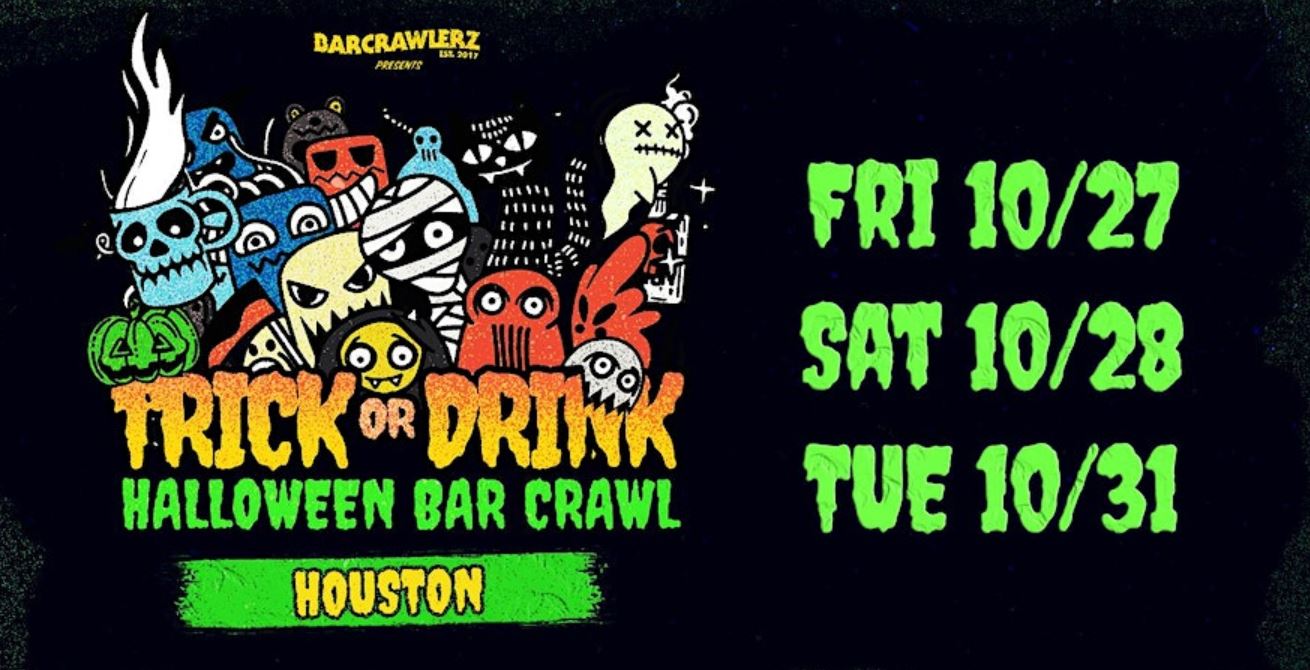 BARCRAWLERZ
EST. 2017
PRESENTS
TRICK OR DRINK
HALLOWEEN BAR CRAWL
HOUSTON
FRI 10/27
SAT 10/28
TUE 10/31